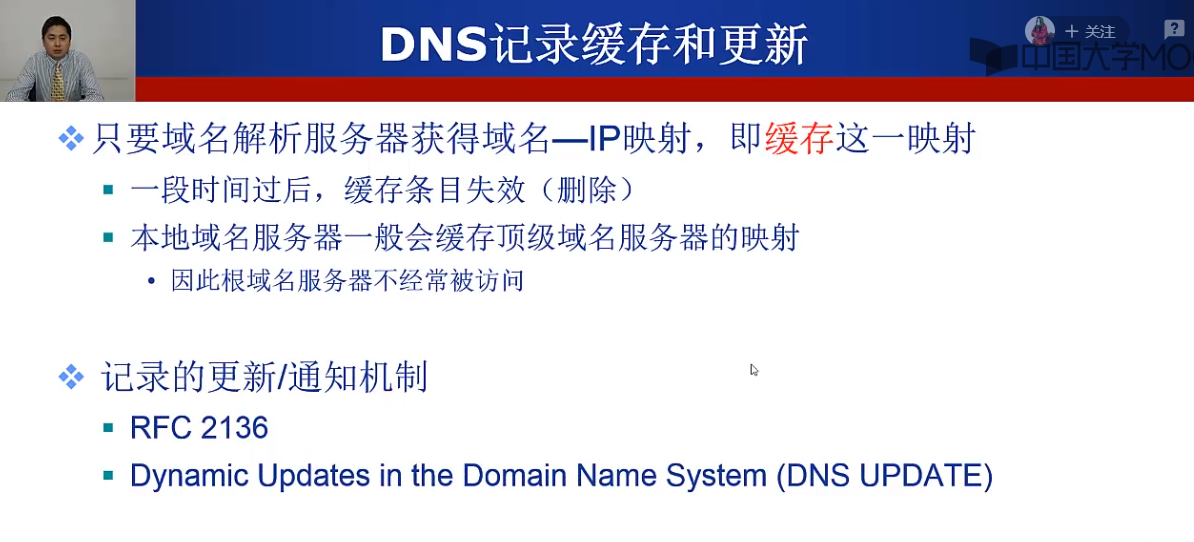 DNS记录缓存和更新
+ 关注
?
中国大学MO
只要域名解析服务器获得域名—IP映射，即缓存这一映射
一段时间过后，缓存条目失效（删除）
本地域名服务器一般会缓存顶级域名服务器的映射
因此根域名服务器不经常被访问
记录的更新/通知机制
RFC 2136
Dynamic Updates in the Domain Name System (DNS UPDATE)